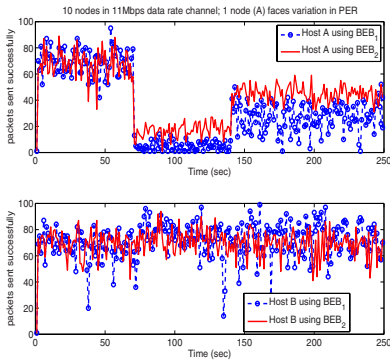 10 nodes in 11Mbps data rate channel; 1 node (A) faces variation in PER
packets sent successfully
100
80
60
40
20
0
Host A using BEB1
Host A using BEB2
0 50 100 150 200 250
Time (sec)
packets sent successfully
100
80
60
40
20
0
Host B using BEB1
Host B using BEB2
0 50 100 150 200 250
Time (sec)